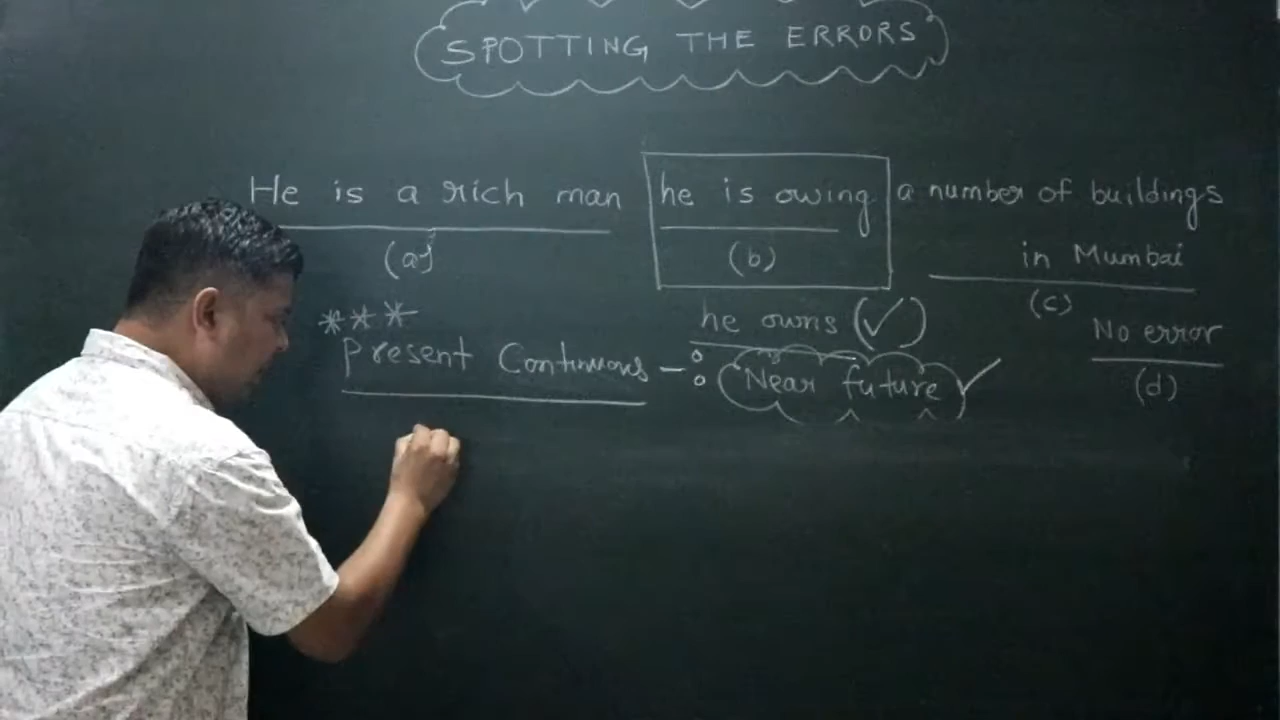 SPOTTING THE ERRORS
He is a rich man he is owing a number of buildings
in Mumbai
(a) (b) (c)
he owns (✓) No error
(d)
***
Present Continuous –: Near future ✓